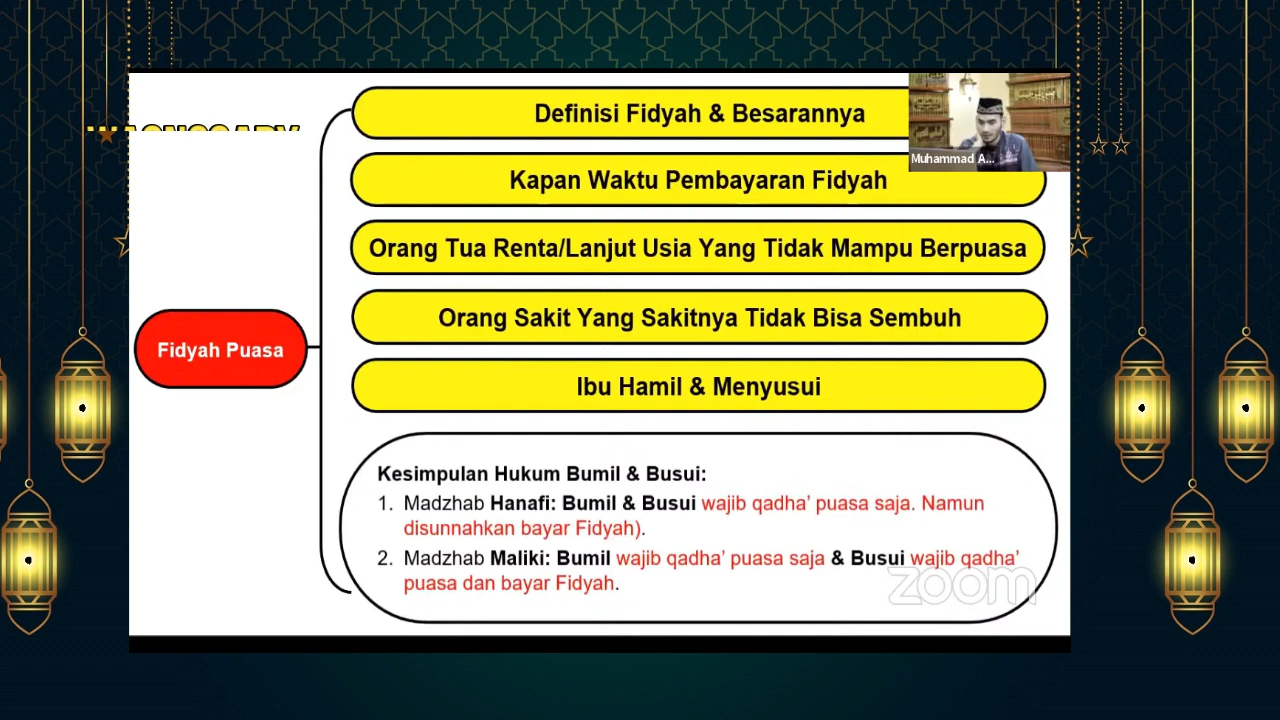 Definisi Fidyah & Besarannya
Muhammad A...
Kapan Waktu Pembayaran Fidyah
Orang Tua Renta/Lanjut Usia Yang Tidak Mampu Berpuasa
Orang Sakit Yang Sakitnya Tidak Bisa Sembuh
Fidyah Puasa
Ibu Hamil & Menyusui
Kesimpulan Hukum Bumil & Busui:
1. Madzhab Hanafi: Bumil & Busui wajib qadha’ puasa saja. Namun
disunnahkan bayar Fidyah).
2. Madzhab Maliki: Bumil wajib qadha’ puasa saja & Busui wajib qadha’
puasa dan bayar Fidyah.
zoom